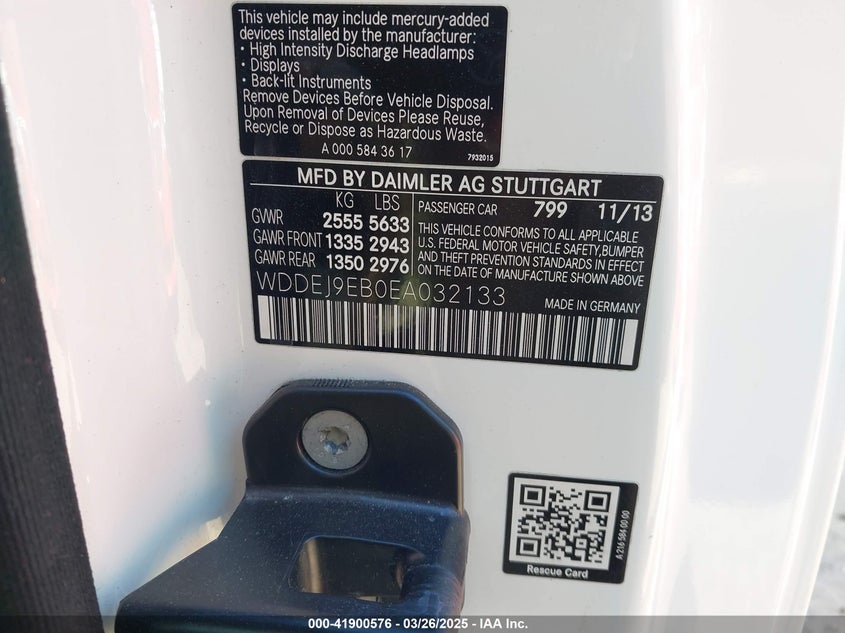 This vehicle may include mercury-added
devices installed by the manufacturer:
• High Intensity Discharge Headlamps
• Displays
• Back-lit Instruments
Remove Devices Before Vehicle Disposal.
Upon Removal of Devices Please Reuse,
Recycle or Dispose as Hazardous Waste.
A 000 584 36 17
7932015
MFD BY DAIMLER AG STUTTGART
KG LBS
GVWR 2555 5633
GAWR FRONT 1335 2943
GAWR REAR 1350 2976
PASSENGER CAR 799 11/13
THIS VEHICLE CONFORMS TO ALL APPLICABLE
U.S. FEDERAL MOTOR VEHICLE SAFETY, BUMPER
AND THEFT PREVENTION STANDARDS IN EFFECT
ON THE DATE OF MANUFACTURE SHOWN ABOVE.
WDDEJ9EB0EA032133
MADE IN GERMANY
A 216 584 00 00
Rescue Card
000-41900576 - 03/26/2025 - IAA Inc.